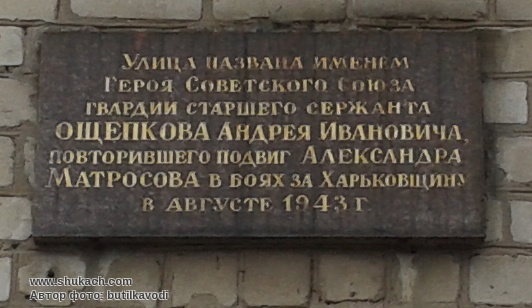 Улица названа именем
Героя Советского Союза
гвардии старшего сержанта
ОЩЕПКОВА Андрея Ивановича,
повторившего подвиг Александра
Матросова в боях за Харьковщину
в августе 1943 г.
www.shukach.com
Автор фото: butilkavodi